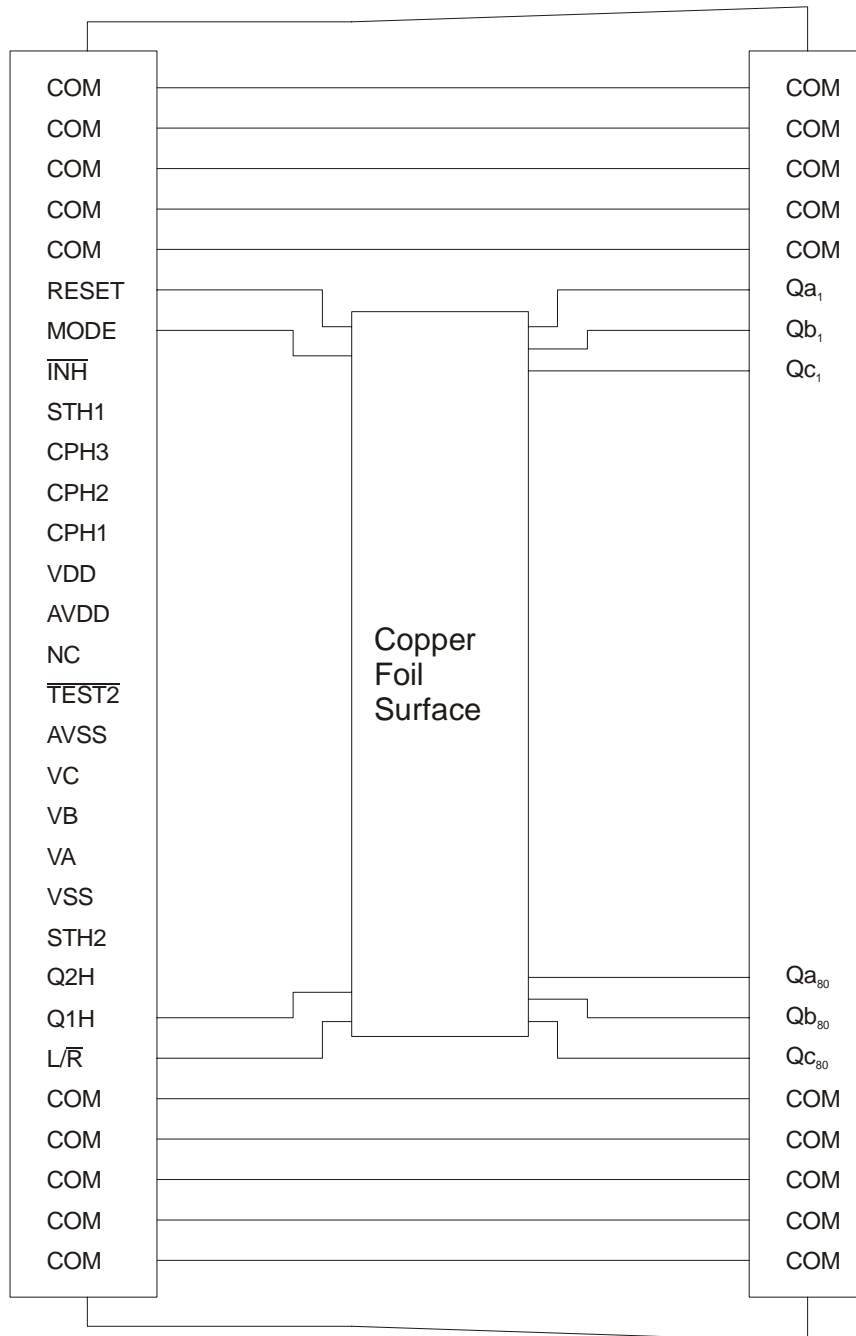 COM COM
COM COM
COM COM
COM COM
COM COM
RESET Qa₁
MODE Qb₁
I̅N̅H̅ Qc₁
STH1
CPH3
CPH2
CPH1
VDD
AVDD
NC
T̅E̅S̅T̅2̅
AVSS
VC
VB
VA
VSS
STH2
Q2H Qa₈₀
Q1H Qb₈₀
L/R̅ Qc₈₀
COM COM
COM COM
COM COM
COM COM
COM COM
Copper
Foil
Surface